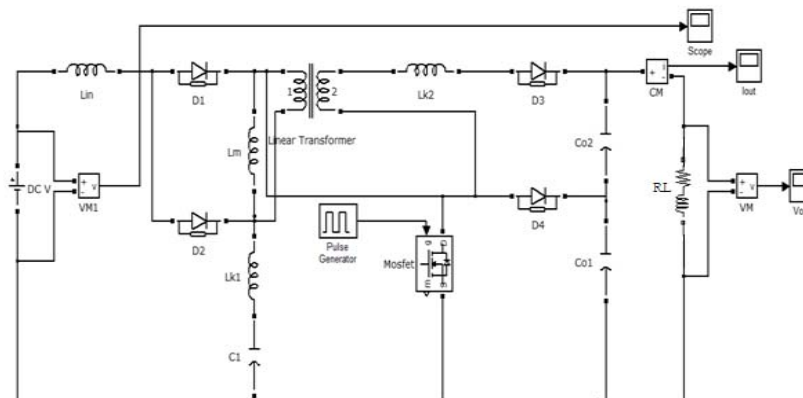 Scope
Lin
D1
1
2
Lk2
D3
CM
Iout
Linear Transformer
Lm
Co2
DC V
VM1
RL
VM
D2
Pulse
Generator
Mosfet
D4
Lk1
Co1
C1